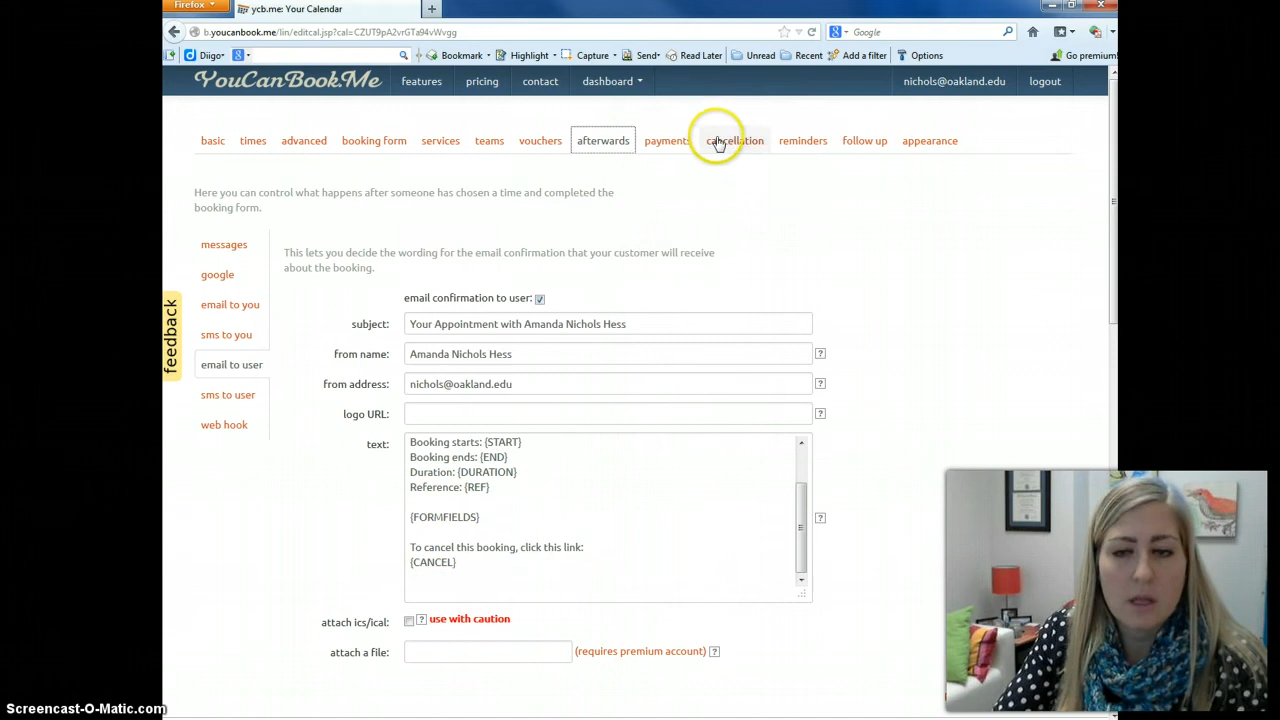 Firefox
ycb.me: Your Calendar
b.youcanbook.me/lin/editcal.jsp?cal=CZUT9pA2vrGTa94vWvgg
Google
Diigo
Bookmark
Highlight
Capture
Send
Read Later
Unread
Recent
Add a filter
Options
Go premium!
YouCanBookMe
features
pricing
contact
dashboard
nichols@oakland.edu
logout
basic
times
advanced
booking form
services
teams
vouchers
afterwards
payments
cancellation
reminders
follow up
appearance
Here you can control what happens after someone has chosen a time and completed the
booking form.
messages
google
email to you
sms to you
email to user
sms to user
web hook
feedback
This lets you decide the wording for the email confirmation that your customer will receive
about the booking.
email confirmation to user:
subject: Your Appointment with Amanda Nichols Hess
from name: Amanda Nichols Hess ?
from address: nichols@oakland.edu ?
logo URL: ?
text: Booking starts: {START}
Booking ends: {END}
Duration: {DURATION}
Reference: {REF}
{FORMFIELDS} ?
To cancel this booking, click this link:
{CANCEL}
attach ics/ical: ? use with caution
attach a file: (requires premium account) ?
Screencast-O-Matic.com